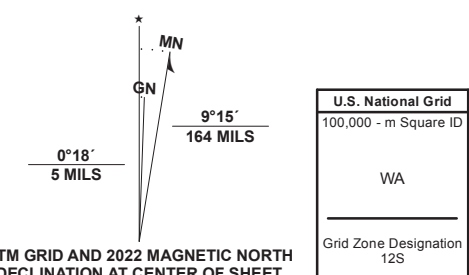 MN
GN
9°15´
164 MILS
0°18´
5 MILS
TM GRID AND 2022 MAGNETIC NORTH
DECLINATION AT CENTER OF SHEET
U.S. National Grid
100,000 - m Square ID
WA
Grid Zone Designation
12S